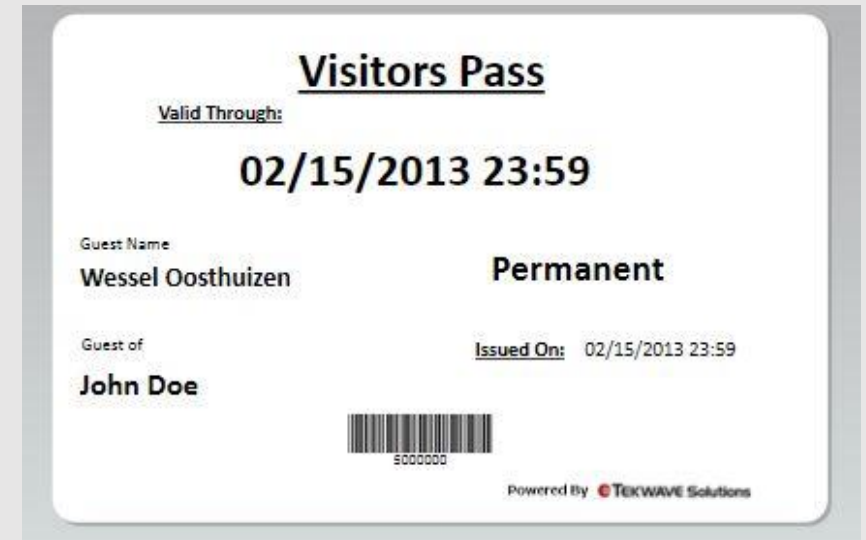 Visitors Pass
Valid Through:
02/15/2013 23:59
Guest Name
Wessel Oosthuizen
Permanent
Guest of
Issued On: 02/15/2013 23:59
John Doe
5000000
Powered By TEKWAVE Solutions